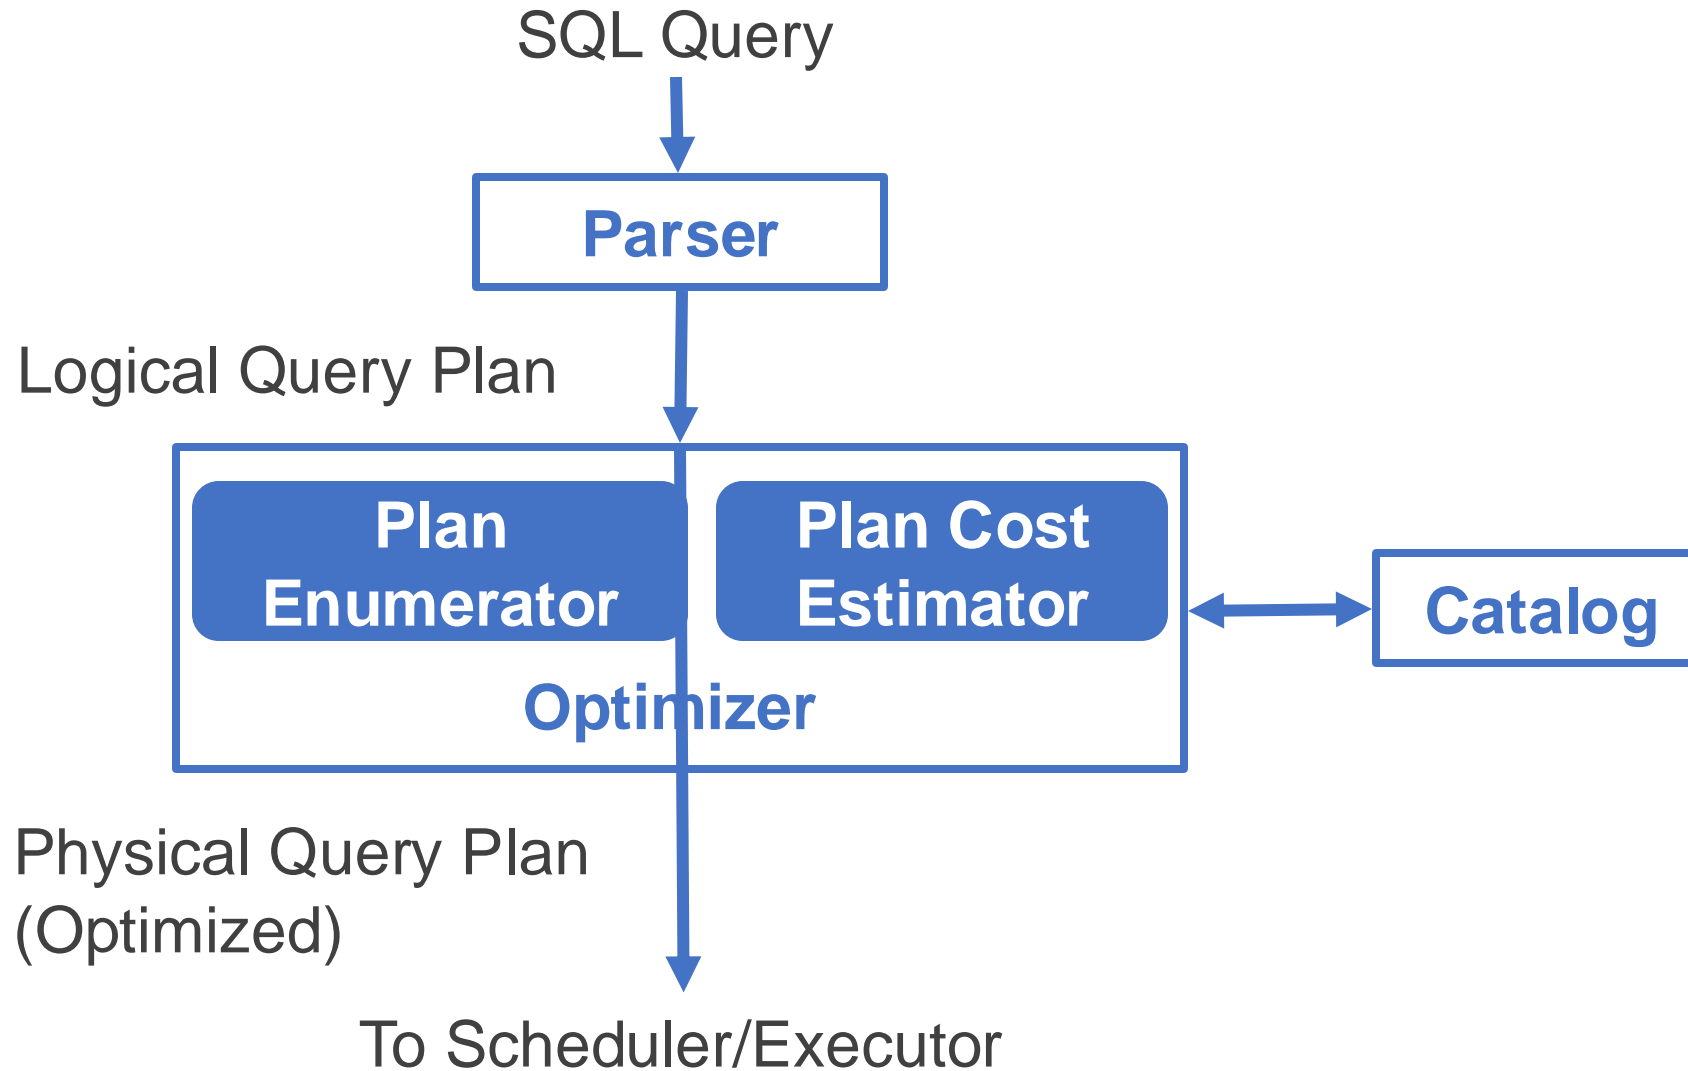 SQL Query
Parser
Logical Query Plan
Plan
Enumerator
Plan Cost
Estimator
Catalog
Optimizer
Physical Query Plan
(Optimized)
To Scheduler/Executor